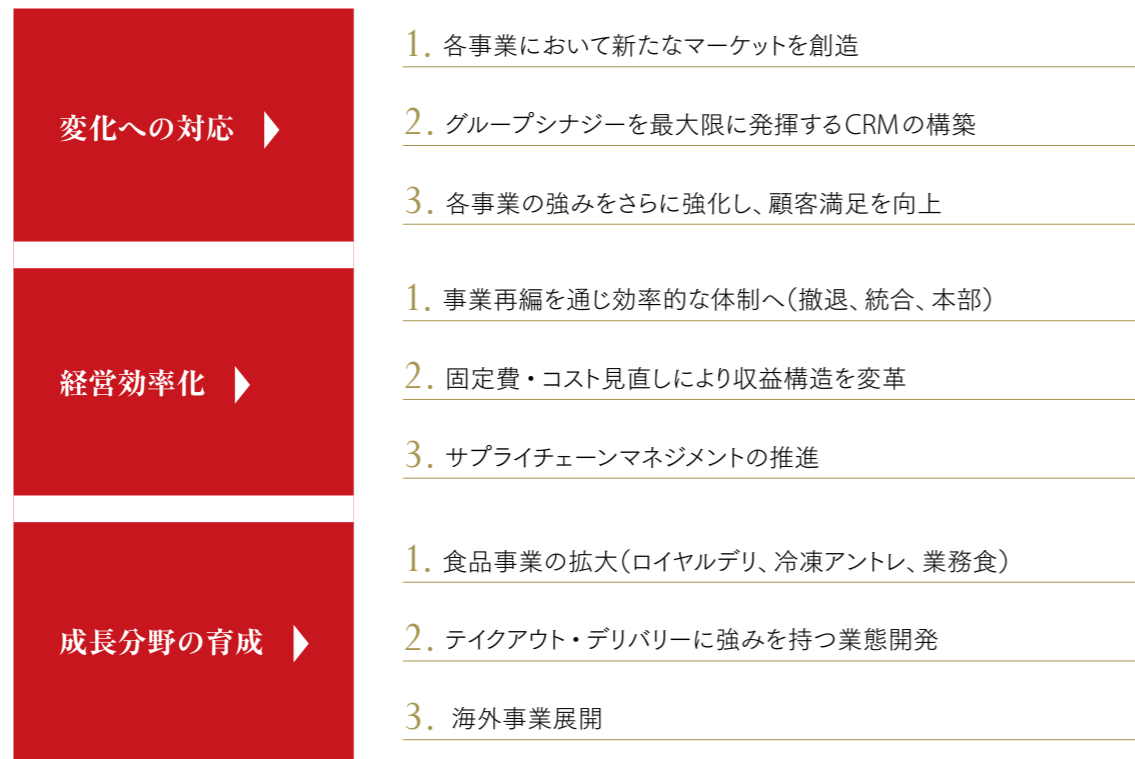 変化への対応
1. 各事業において新たなマーケットを創造
2. グループシナジーを最大限に発揮するCRMの構築
3. 各事業の強みをさらに強化し、顧客満足を向上
経営効率化
1. 事業再編を通じ効率的な体制へ(撤退、統合、本部)
2. 固定費・コスト見直しにより収益構造を変革
3. サプライチェーンマネジメントの推進
成長分野の育成
1. 食品事業の拡大(ロイヤルデリ、冷凍アントレ、業務食)
2. テイクアウト・デリバリーに強みを持つ業態開発
3. 海外事業展開